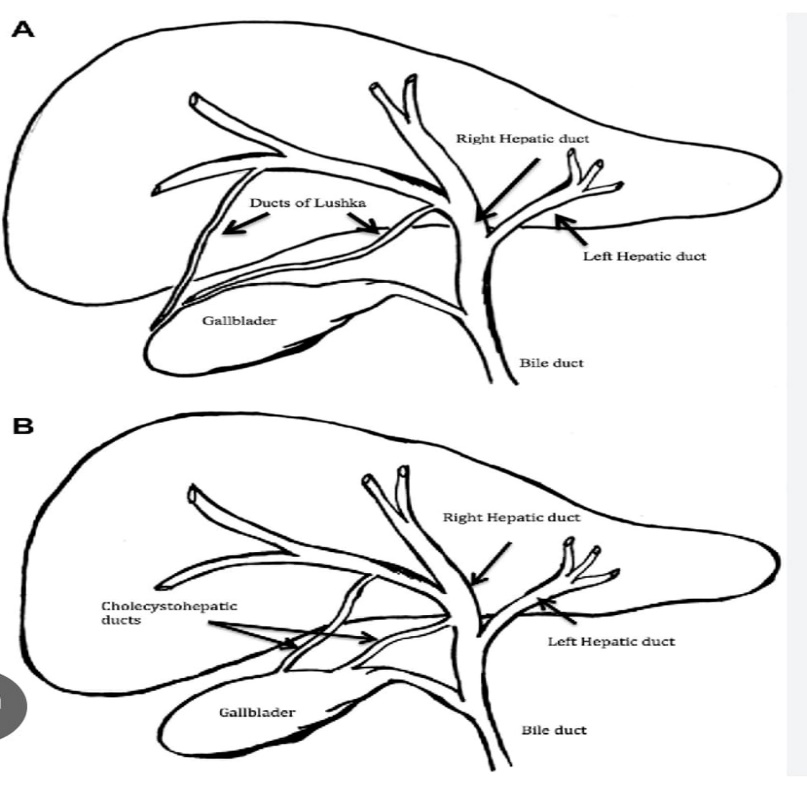 A
Right Hepatic duct
Ducts of Lushka
Left Hepatic duct
Gallblader
Bile duct
B
Right Hepatic duct
Cholecystohepatic
ducts
Left Hepatic duct
Gallblader
Bile duct